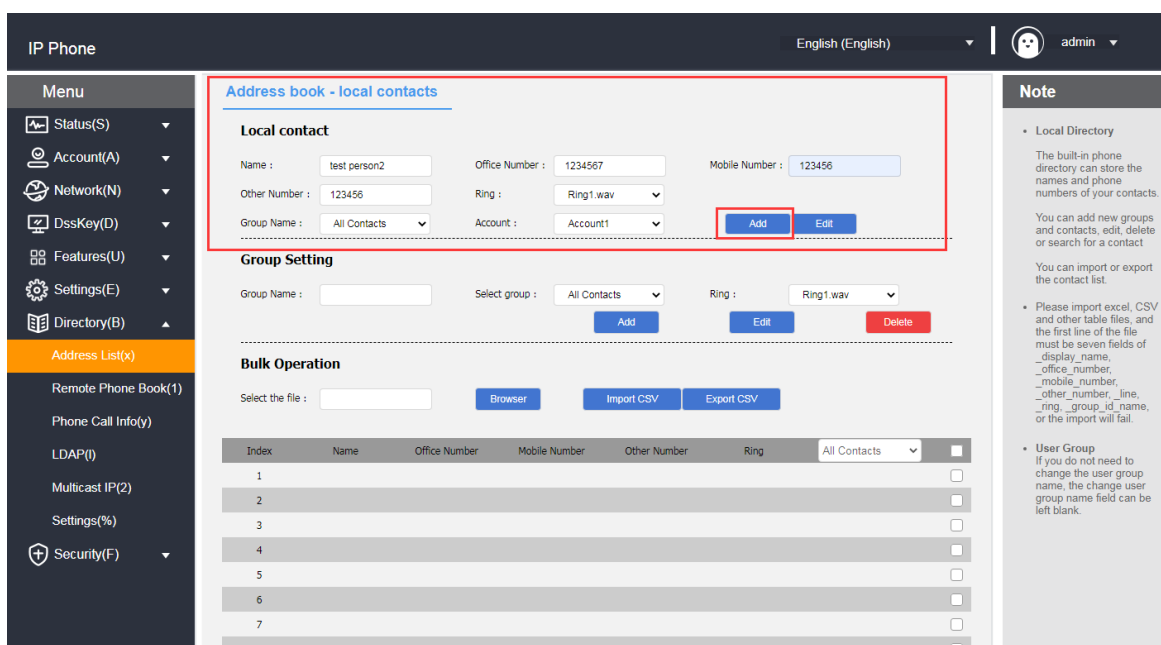 IP Phone
English (English)
admin
Menu
Status(S)
Account(A)
Network(N)
DssKey(D)
Features(U)
Settings(E)
Directory(B)
Address List(x)
Remote Phone Book(1)
Phone Call Info(y)
LDAP(l)
Multicast IP(2)
Settings(%)
Security(F)
Address book - local contacts
Local contact
Name : test person2 Office Number : 1234567 Mobile Number : 123456
Other Number : 123456 Ring : Ring1.wav
Group Name : All Contacts Account : Account1 Add Edit
Group Setting
Group Name : Select group : All Contacts Ring : Ring1.wav
Add Edit Delete
Bulk Operation
Select the file : Browser Import CSV Export CSV
Index Name Office Number Mobile Number Other Number Ring All Contacts
1
2
3
4
5
6
7
Note
• Local Directory
The built-in phone
directory can store the
names and phone
numbers of your contacts.
You can add new groups
and contacts, edit, delete
or search for a contact
You can import or export
the contact list.
• Please import excel, CSV
and other table files, and
the first line of the file
must be seven fields of
_display_name,
_office_number,
_mobile_number,
_other_number, _line,
_ring, _group_id_name,
or the import will fail.
• User Group
If you do not need to
change the user group
name, the change user
group name field can be
left blank.